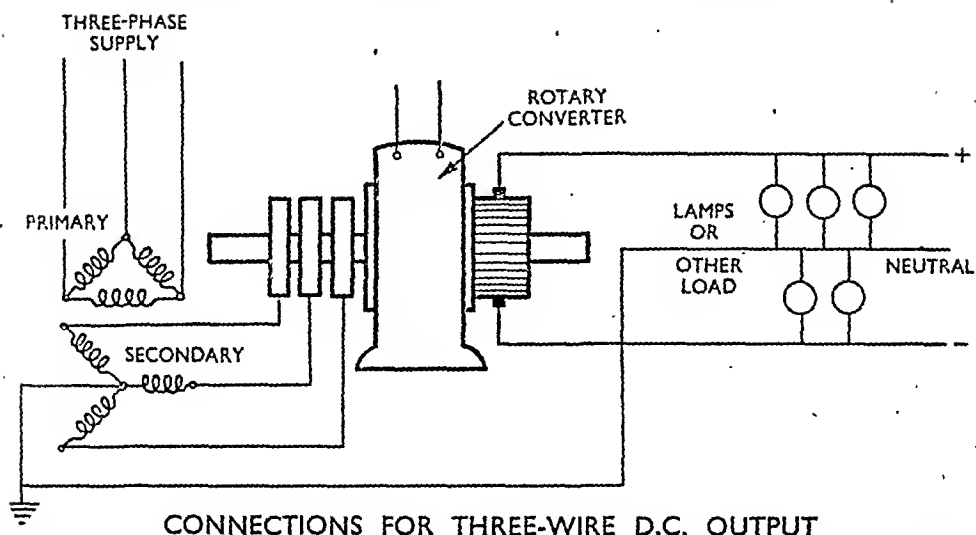 THREE-PHASE
SUPPLY
ROTARY
CONVERTER
+
PRIMARY
LAMPS
OR
OTHER
LOAD
NEUTRAL
SECONDARY
–
CONNECTIONS FOR THREE-WIRE D.C. OUTPUT